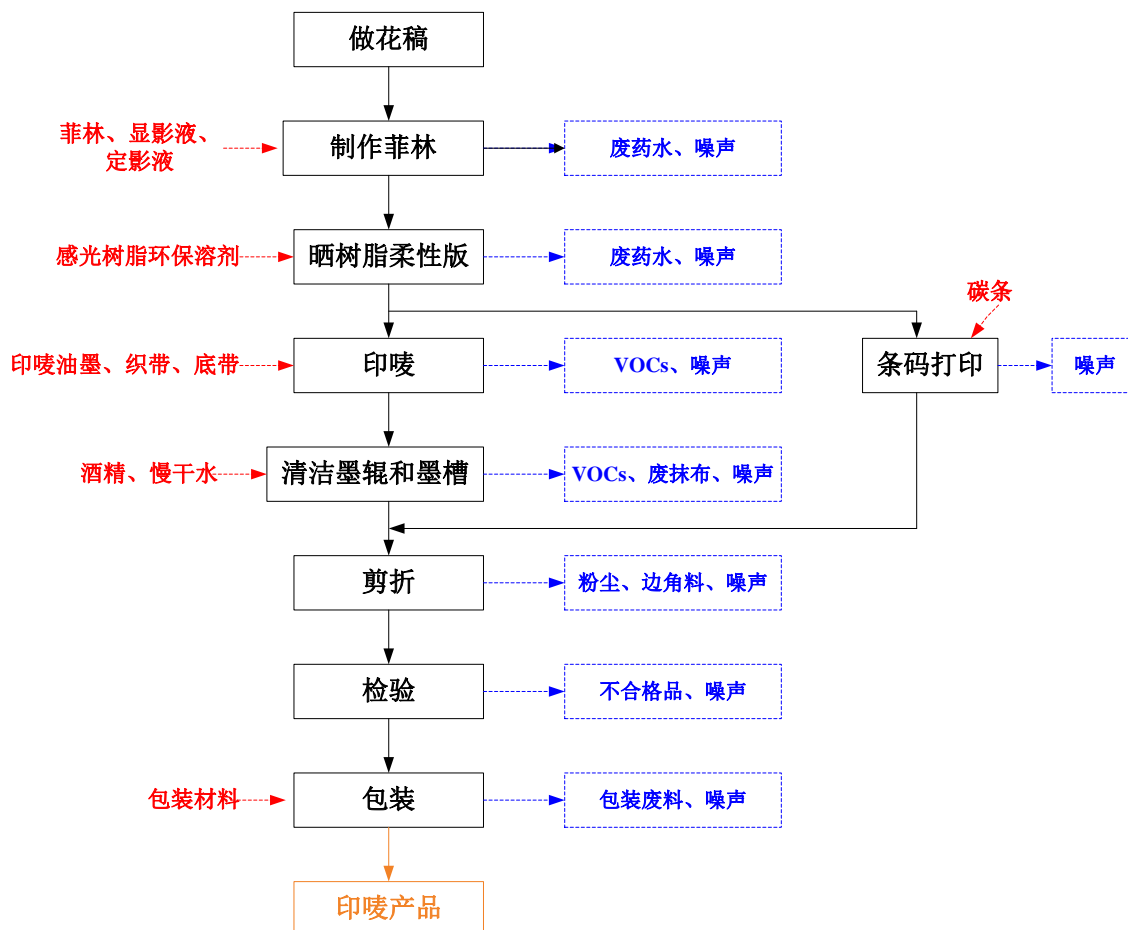 做花稿
菲林、显影液、
定影液
制作菲林
废药水、噪声
感光树脂环保溶剂
晒树脂柔性版
废药水、噪声
碳条
印唛油墨、织带、底带
印唛
VOCs、噪声
条码打印
噪声
酒精、慢干水
清洁墨辊和墨槽
VOCs、废抹布、噪声
剪折
粉尘、边角料、噪声
检验
不合格品、噪声
包装材料
包装
包装废料、噪声
印唛产品